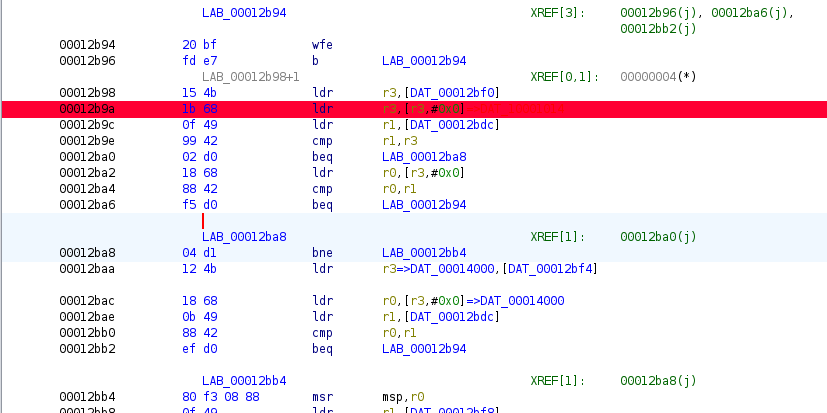 LAB_00012b94 XREF[3]: 00012b96(j), 00012ba6(j),
00012bb2(j)
00012b94 20 bf wfe
00012b96 fd e7 b LAB_00012b94
LAB_00012b98+1 XREF[0,1]: 00000004(*)
00012b98 15 4b ldr r3,[DAT_00012bf0]
00012b9a 1b 68 ldr r3,[r3,#0x0]
00012b9c 0f 49 ldr r1,[DAT_00012bdc]
00012b9e 99 42 cmp r1,r3
00012ba0 02 d0 beq LAB_00012ba8
00012ba2 18 68 ldr r0,[r3,#0x0]
00012ba4 88 42 cmp r0,r1
00012ba6 f5 d0 beq LAB_00012b94
LAB_00012ba8 XREF[1]: 00012ba0(j)
00012ba8 04 d1 bne LAB_00012bb4
00012baa 12 4b ldr r3=>DAT_00014000,[DAT_00012bf4]
00012bac 18 68 ldr r0,[r3,#0x0]=>DAT_00014000
00012bae 0b 49 ldr r1,[DAT_00012bdc]
00012bb0 88 42 cmp r0,r1
00012bb2 ef d0 beq LAB_00012b94
LAB_00012bb4 XREF[1]: 00012ba8(j)
00012bb4 80 f3 08 88 msr msp,r0
00012bb8 0f 49 ldr r1,[DAT_00012bf8]